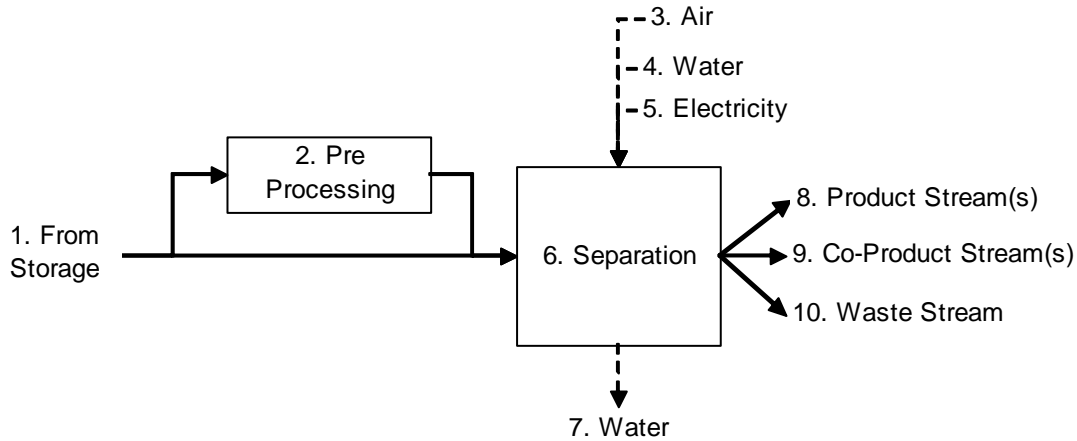 3. Air
4. Water
5. Electricity
2. Pre
Processing
1. From
Storage
6. Separation
8. Product Stream(s)
9. Co-Product Stream(s)
10. Waste Stream
7. Water